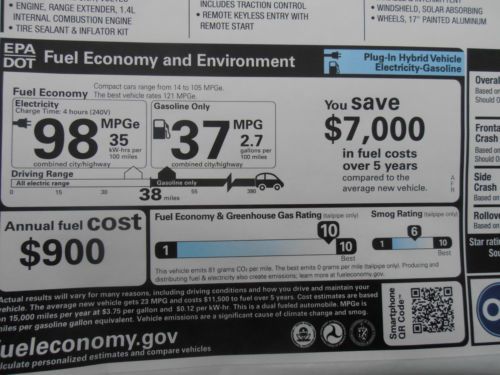 • ENGINE, RANGE EXTENDER, 1.4L
INTERNAL COMBUSTION ENGINE
• TIRE SEALANT & INFLATOR KIT
INCLUDES TRACTION CONTROL
• REMOTE KEYLESS ENTRY WITH
REMOTE START
• WINDSHIELD, SOLAR ABSORBING
• WHEELS, 17" PAINTED ALUMINUM
EPA
DOT
Fuel Economy and Environment
Plug-In Hybrid Vehicle
Electricity-Gasoline
Fuel Economy
Compact cars range from 14 to 105 MPGe.
The best vehicle rates 121 MPGe.
Electricity
Charge Time: 4 hours (240V)
98
MPGe
35
kW-hrs per
100 miles
combined city/highway
Gasoline Only
37
MPG
2.7
gallons per
100 miles
combined city/highway
You save
$7,000
in fuel costs
over 5 years
compared to the
average new vehicle.
Driving Range
All electric range
Gasoline only
0
15
30
38
miles
45
55
380
Annual fuel cost
$900
Fuel Economy & Greenhouse Gas Rating (tailpipe only)
1
10
10
Best
Smog Rating (tailpipe only)
1
6
10
Best
This vehicle emits 81 grams CO₂ per mile. The best emits 0 grams per mile (tailpipe only). Producing and
distributing fuel & electricity also create emissions; learn more at fueleconomy.gov.
Actual results will vary for many reasons, including driving conditions and how you drive and maintain your
vehicle. The average new vehicle gets 23 MPG and costs $11,500 to fuel over 5 years. Cost estimates are based
on 15,000 miles per year at $3.75 per gallon and $0.12 per kW-hr. This is a dual fueled automobile. MPGe is
miles per gasoline gallon equivalent. Vehicle emissions are a significant cause of climate change and smog.
fueleconomy.gov
Calculate personalized estimates and compare vehicles
Smartphone
QR Code™
Overall
Based on
Should O
Frontal
Crash
Based on
Should
Side
Crash
Based on
Rollover
Based on
Star ratin